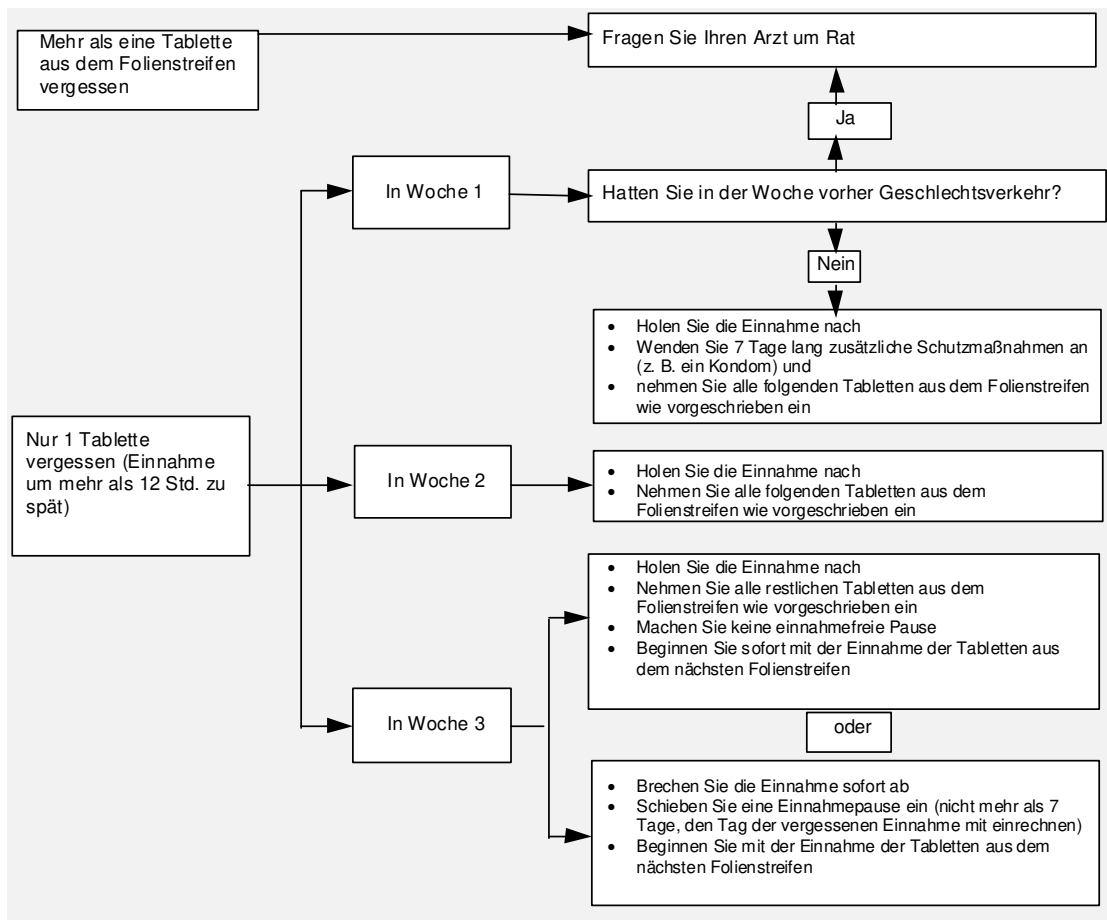 Mehr als eine Tablette
aus dem Folienstreifen
vergessen
Fragen Sie Ihren Arzt um Rat
Ja
In Woche 1
Hatten Sie in der Woche vorher Geschlechtsverkehr?
Nein
• Holen Sie die Einnahme nach
• Wenden Sie 7 Tage lang zusätzliche Schutzmaßnahmen an
(z. B. ein Kondom) und
• nehmen Sie alle folgenden Tabletten aus dem Folienstreifen
wie vorgeschrieben ein
Nur 1 Tablette
vergessen (Einnahme
um mehr als 12 Std. zu
spät)
In Woche 2
• Holen Sie die Einnahme nach
• Nehmen Sie alle folgenden Tabletten aus dem
Folienstreifen wie vorgeschrieben ein
• Holen Sie die Einnahme nach
• Nehmen Sie alle restlichen Tabletten aus dem
Folienstreifen wie vorgeschrieben ein
• Machen Sie keine einnahmefreie Pause
• Beginnen Sie sofort mit der Einnahme der Tabletten aus
dem nächsten Folienstreifen
In Woche 3
oder
• Brechen Sie die Einnahme sofort ab
• Schieben Sie eine Einnahmepause ein (nicht mehr als 7
Tage, den Tag der vergessenen Einnahme mit einrechnen)
• Beginnen Sie mit der Einnahme der Tabletten aus dem
nächsten Folienstreifen